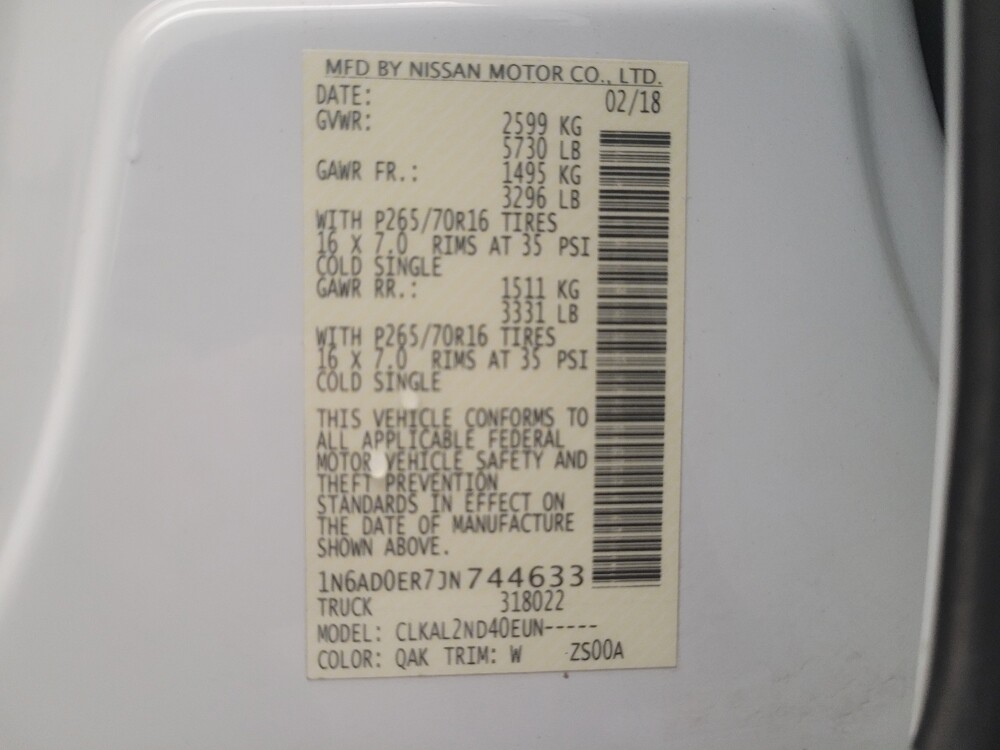 MFD BY NISSAN MOTOR CO., LTD.
DATE: 02/18
GVWR: 2599 KG
5730 LB
GAWR FR.: 1495 KG
3296 LB
WITH P265/70R16 TIRES
16 X 7.0 RIMS AT 35 PSI
COLD SINGLE
GAWR RR.: 1511 KG
3331 LB
WITH P265/70R16 TIRES
16 X 7.0 RIMS AT 35 PSI
COLD SINGLE
THIS VEHICLE CONFORMS TO
ALL APPLICABLE FEDERAL
MOTOR VEHICLE SAFETY AND
THEFT PREVENTION
STANDARDS IN EFFECT ON
THE DATE OF MANUFACTURE
SHOWN ABOVE.
1N6AD0ER7JN744633
TRUCK 318022
MODEL: CLKAL2ND40EUN-----
COLOR: QAK TRIM: W ZS00A